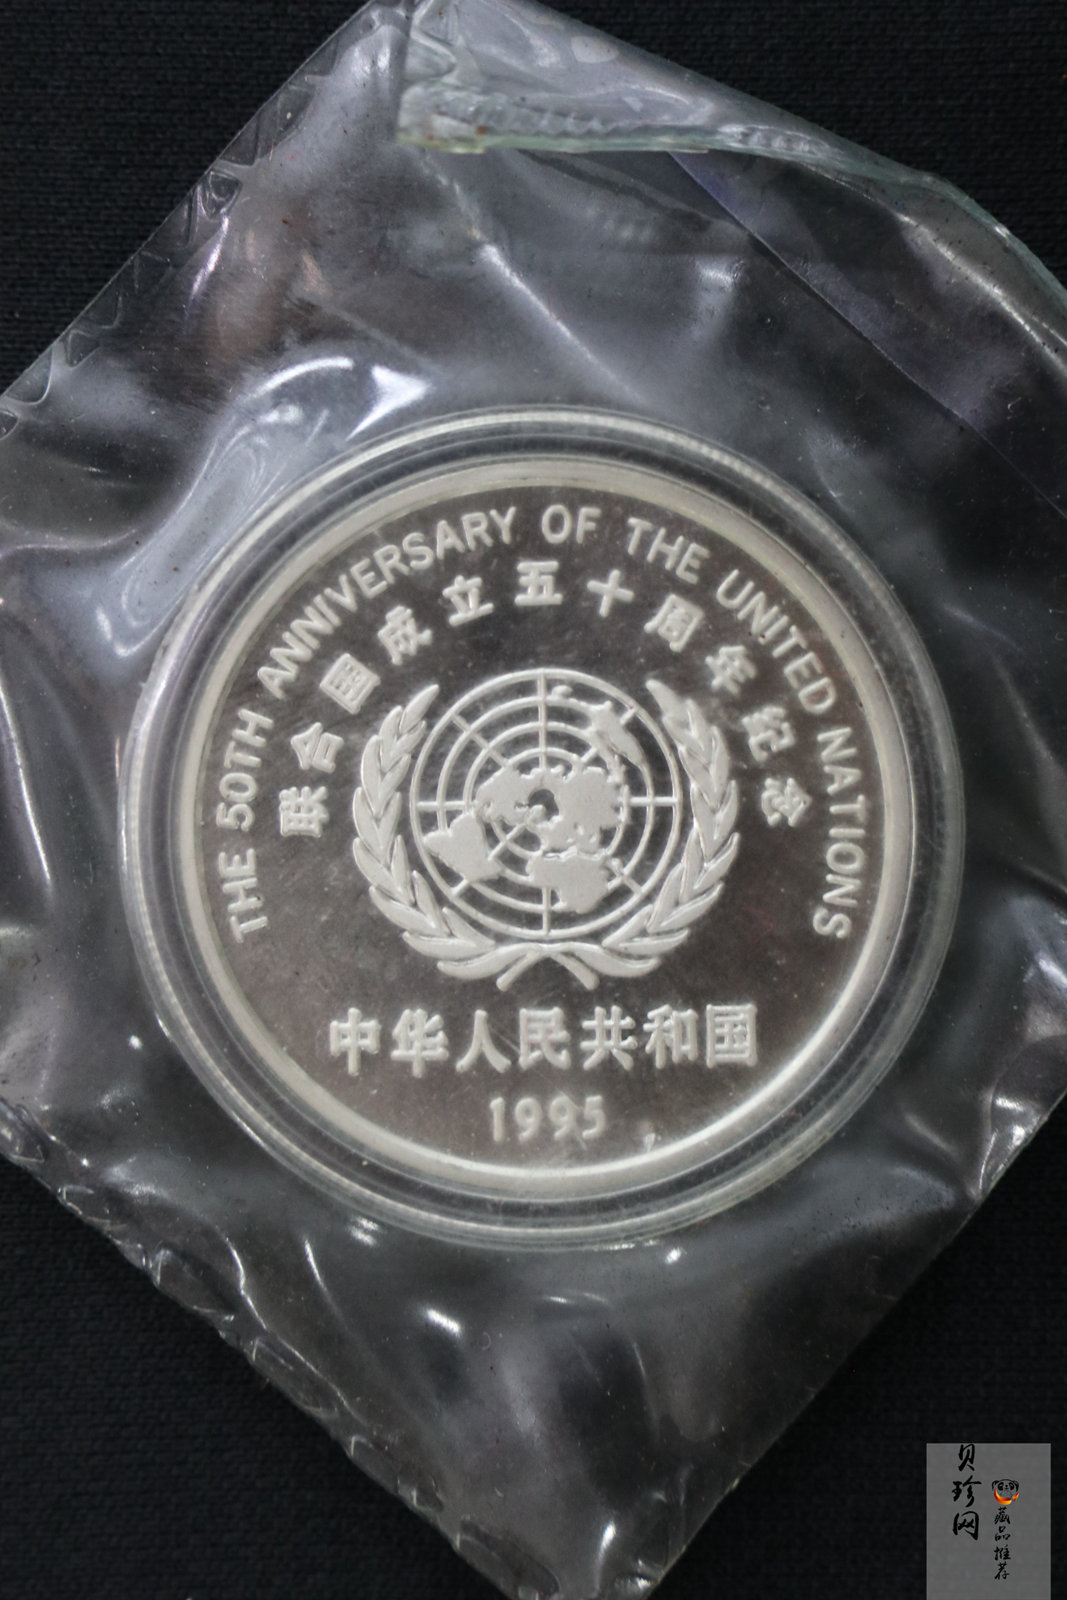 THE 50TH ANNIVERSARY OF THE UNITED NATIONS
联合国成立五十周年纪念
中华人民共和国
1995
贝珍网
藏品推荐